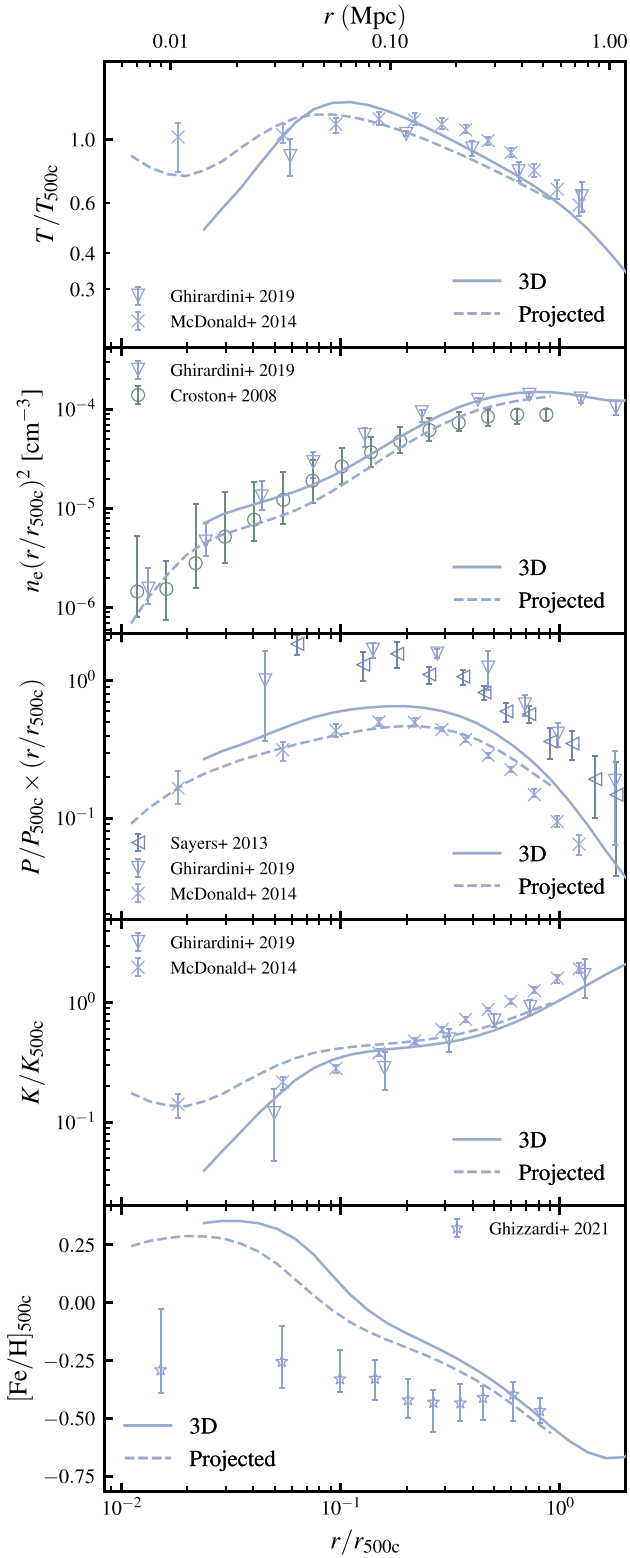 r (Mpc)
0.01 0.10 1.00
1.0
0.6
0.4
0.3
T/T500c
Ghirardini+ 2019
McDonald+ 2014
3D
Projected
10−4
10−5
10−6
ne(r/r500c)2 [cm−3]
Ghirardini+ 2019
Croston+ 2008
3D
Projected
100
10−1
P/P500c × (r/r500c)
Sayers+ 2013
Ghirardini+ 2019
McDonald+ 2014
3D
Projected
100
10−1
K/K500c
Ghirardini+ 2019
McDonald+ 2014
3D
Projected
0.25
0.00
−0.25
−0.50
−0.75
[Fe/H]500c
Ghizzardi+ 2021
3D
Projected
10−2 10−1 100
r/r500c